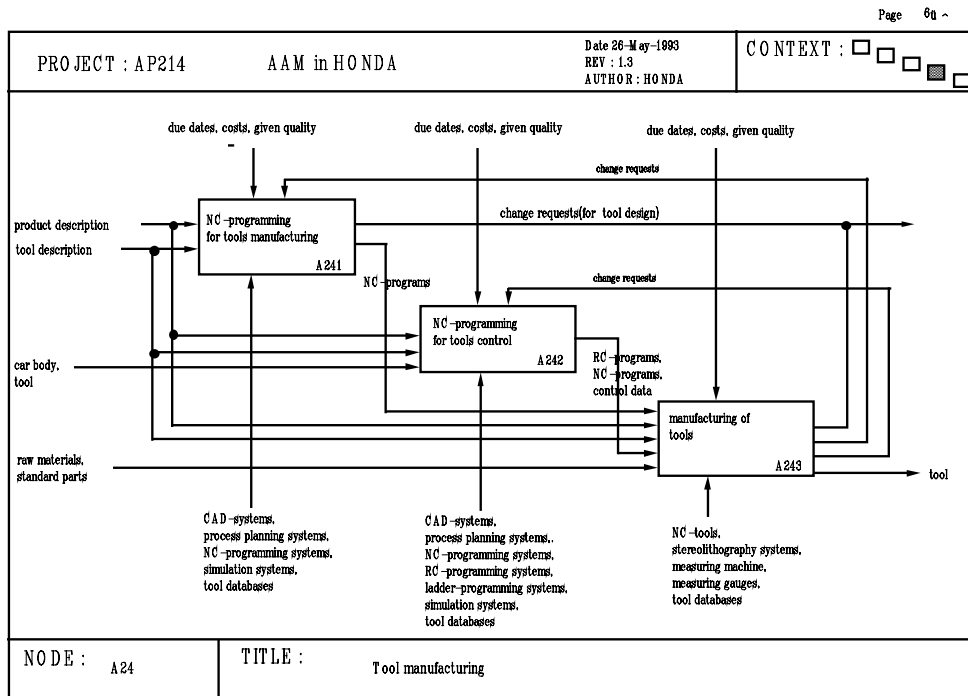 Page
PROJECT : AP214
AAM in HONDA
Date 26-May-1993
REV : 1.3
AUTHOR : HONDA
CONTEXT :
due dates, costs, given quality
due dates, costs, given quality
due dates, costs, given quality
change requests
product description
tool description
NC-programming
for tools manufacturing
A241
change requests(for tool design)
NC-programs
change requests
NC-programming
for tools control
A242
car body,
tool
RC-programs,
NC-programs,
control data
manufacturing of
tools
A243
raw materials,
standard parts
tool
CAD-systems,
process planning systems,
NC-programming systems,
simulation systems,
tool databases
CAD-systems,
process planning systems,.
NC-programming systems,
RC-programming systems,
ladder-programming systems,
simulation systems,
tool databases
NC-tools,
stereolithography systems,
measuring machine,
measuring gauges,
tool databases
NODE :
A24
TITLE :
Tool manufacturing